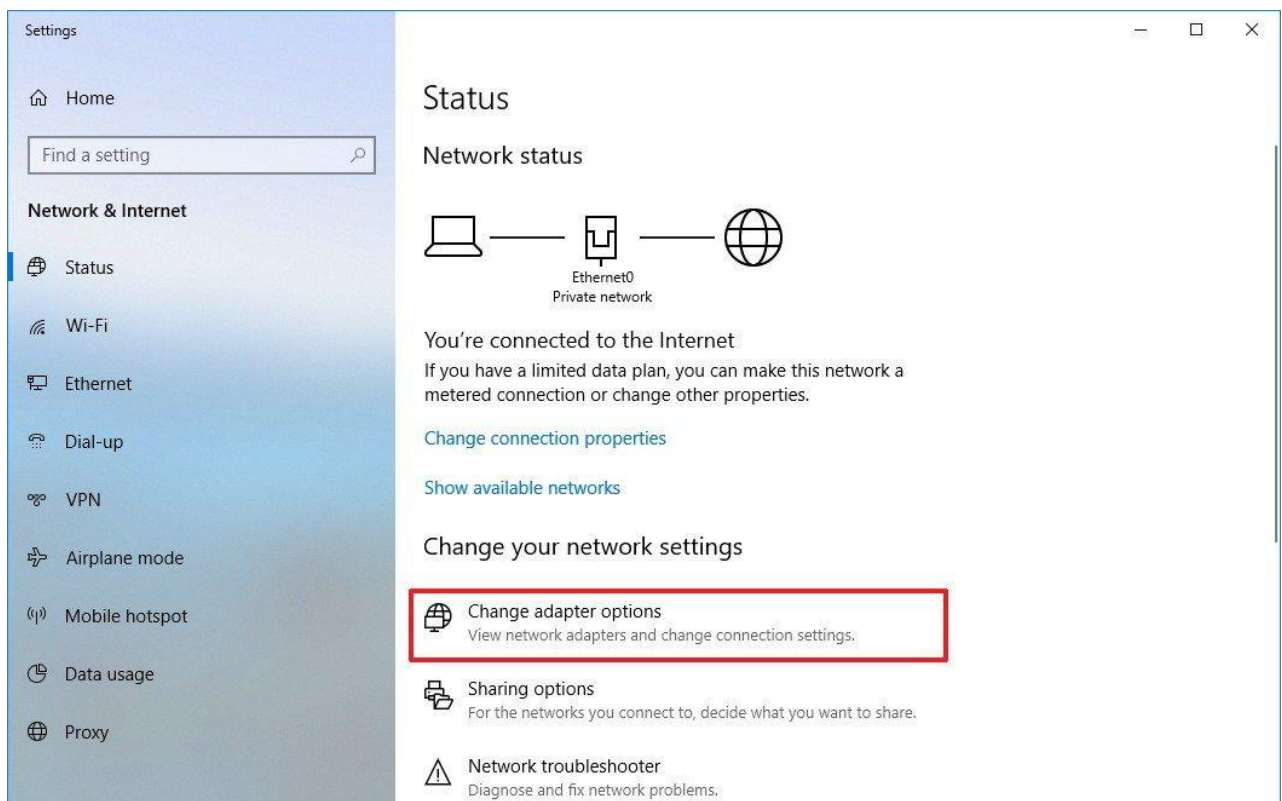 Settings
Home
Find a setting
Network & Internet
Status
Wi-Fi
Ethernet
Dial-up
VPN
Airplane mode
Mobile hotspot
Data usage
Proxy
Status
Network status
Ethernet0
Private network
You’re connected to the Internet
If you have a limited data plan, you can make this network a
metered connection or change other properties.
Change connection properties
Show available networks
Change your network settings
Change adapter options
View network adapters and change connection settings.
Sharing options
For the networks you connect to, decide what you want to share.
Network troubleshooter
Diagnose and fix network problems.